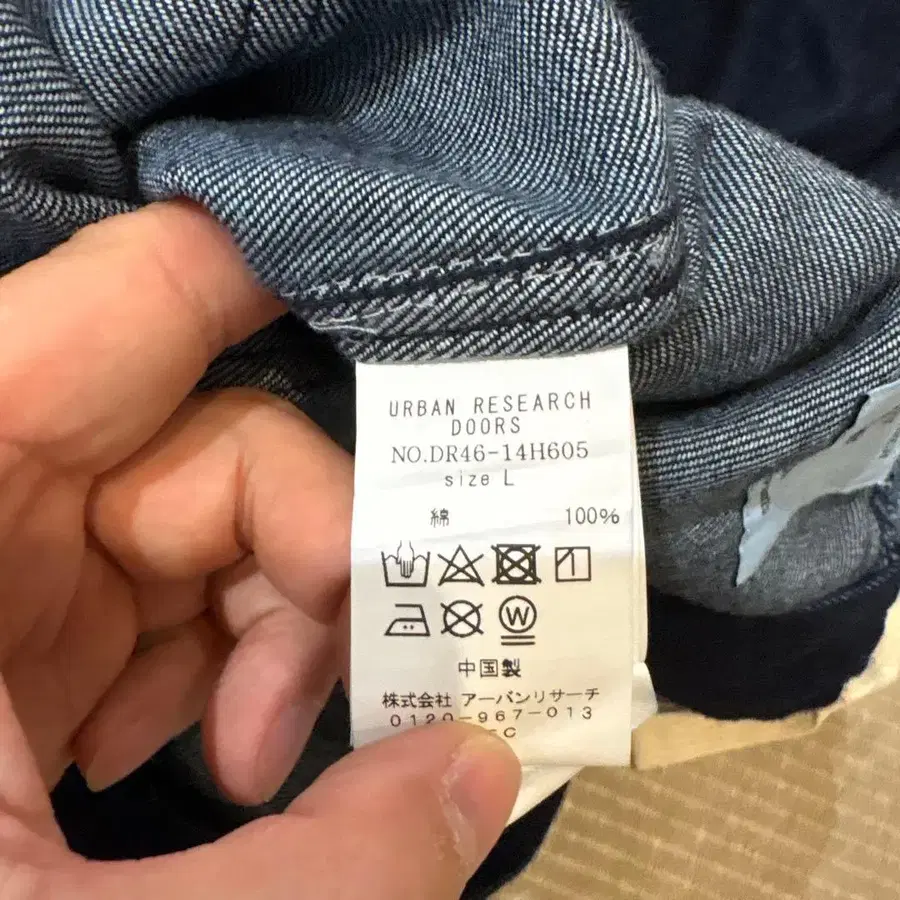 URBAN RESEARCH
DOORS
NO.DR46-14H605
size L
綿 100%
W
中国製
株式会社 アーバンリサーチ
0120-967-013